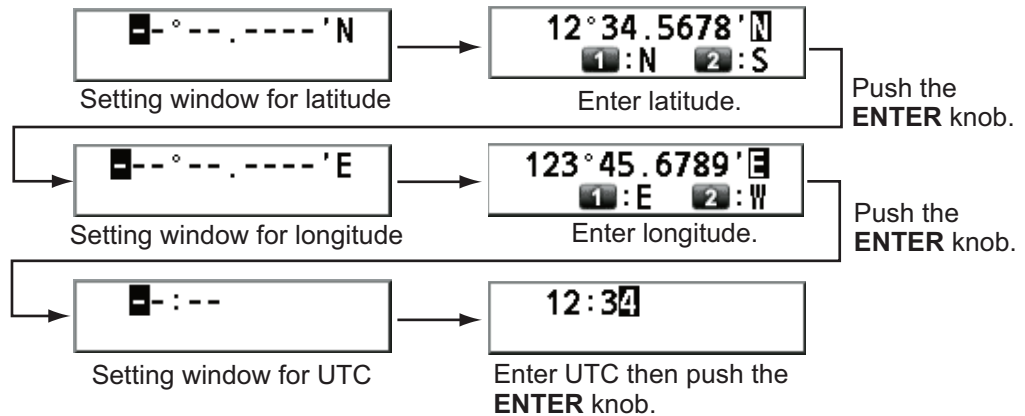 --°--.----'N
Setting window for latitude
12°34.5678'N
1 : N 2 : S
Enter latitude.
Push the
ENTER knob.
---°--.----'E
Setting window for longitude
123°45.6789'E
1 : E 2 : W
Enter longitude.
Push the
ENTER knob.
--:--
Setting window for UTC
12:34
Enter UTC then push the
ENTER knob.